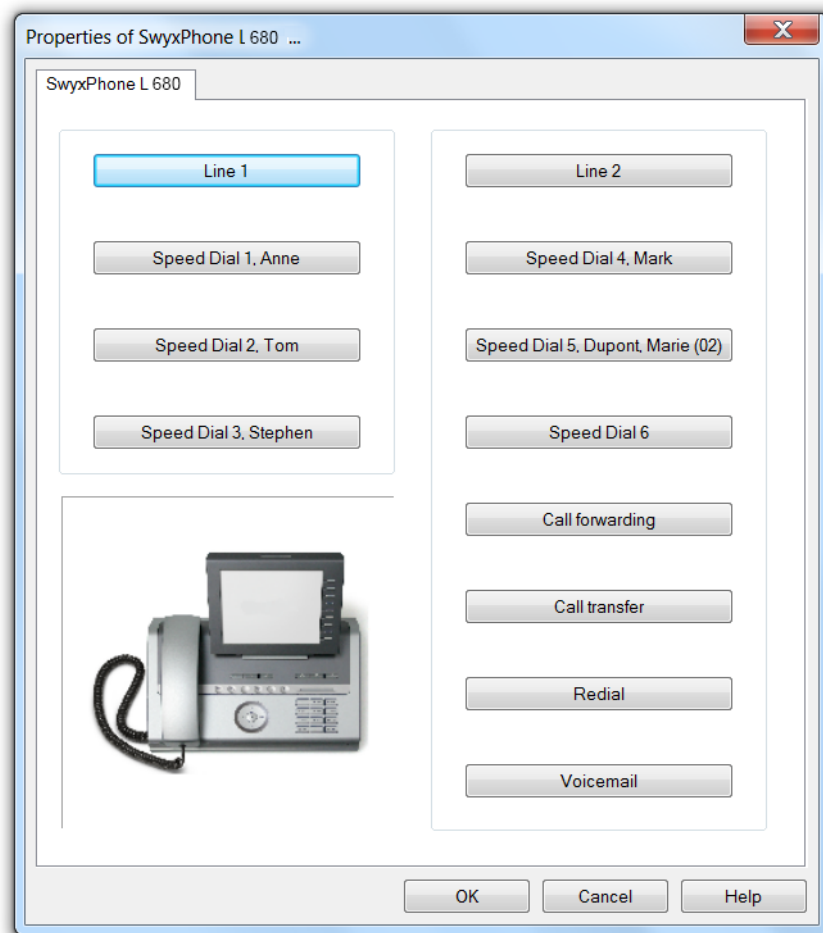 Properties of SwyxPhone L 680 ...
SwyxPhone L 680
Line 1
Speed Dial 1, Anne
Speed Dial 2, Tom
Speed Dial 3, Stephen
Line 2
Speed Dial 4, Mark
Speed Dial 5, Dupont, Marie (02)
Speed Dial 6
Call forwarding
Call transfer
Redial
Voicemail
OK
Cancel
Help